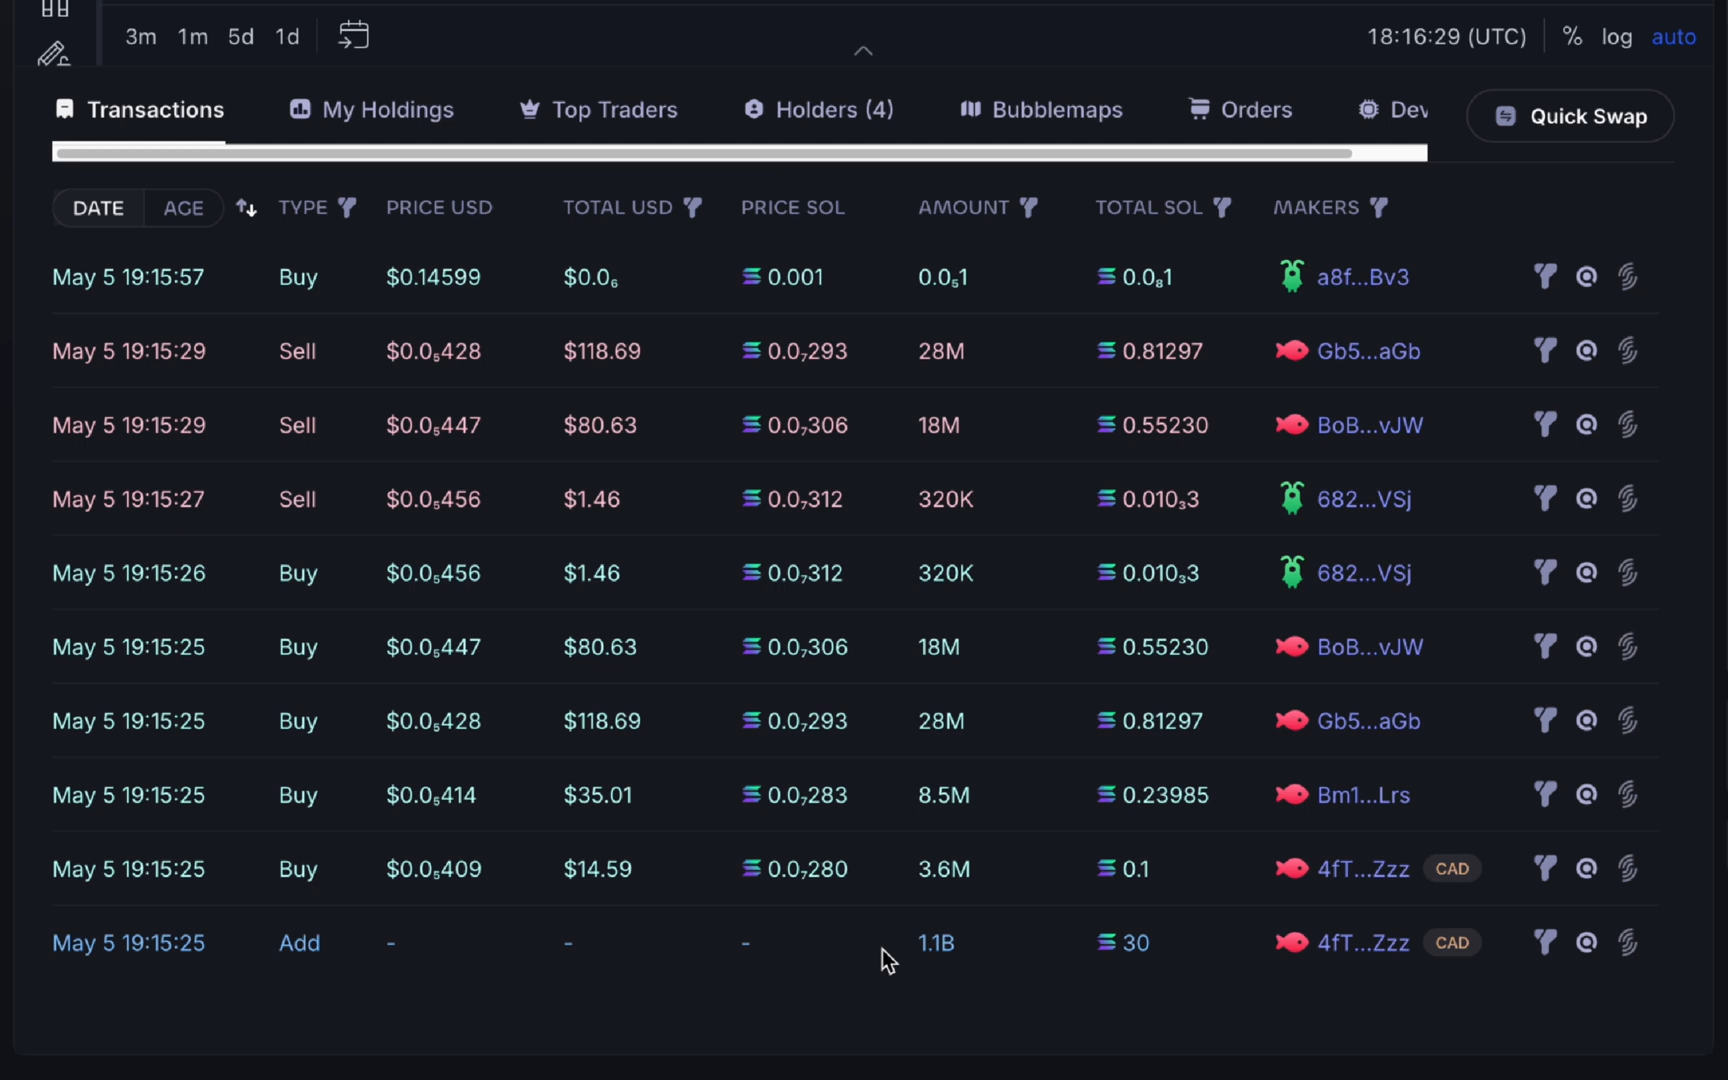 3m 1m 5d 1d 18:16:29 (UTC) % log auto
Transactions My Holdings Top Traders Holders (4) Bubblemaps Orders Dev Quick Swap
DATE AGE TYPE PRICE USD TOTAL USD PRICE SOL AMOUNT TOTAL SOL MAKERS
May 5 19:15:57 Buy $0.14599 $0.0₆ 0.001 0.0₅1 0.0₈1 a8f...Bv3
May 5 19:15:29 Sell $0.0₅428 $118.69 0.0₇293 28M 0.81297 Gb5...aGb
May 5 19:15:29 Sell $0.0₅447 $80.63 0.0₇306 18M 0.55230 BoB...vJW
May 5 19:15:27 Sell $0.0₅456 $1.46 0.0₇312 320K 0.010₃3 682...VSj
May 5 19:15:26 Buy $0.0₅456 $1.46 0.0₇312 320K 0.010₃3 682...VSj
May 5 19:15:25 Buy $0.0₅447 $80.63 0.0₇306 18M 0.55230 BoB...vJW
May 5 19:15:25 Buy $0.0₅428 $118.69 0.0₇293 28M 0.81297 Gb5...aGb
May 5 19:15:25 Buy $0.0₅414 $35.01 0.0₇283 8.5M 0.23985 Bm1...Lrs
May 5 19:15:25 Buy $0.0₅409 $14.59 0.0₇280 3.6M 0.1 4fT...Zzz CAD
May 5 19:15:25 Add - - - 1.1B 30 4fT...Zzz CAD